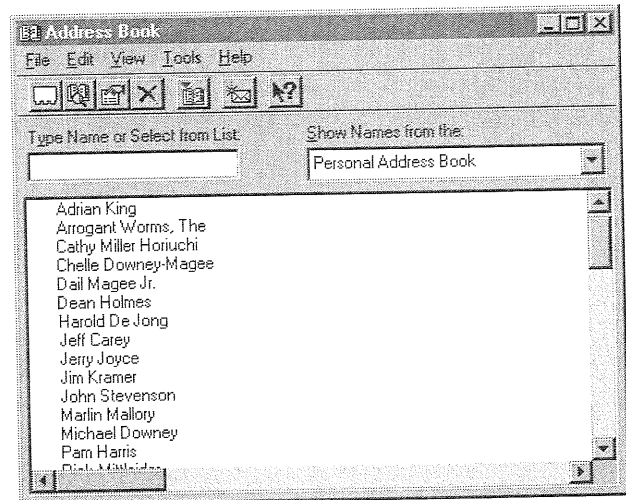 Address Book
File Edit View Tools Help
Type Name or Select from List:
Show Names from the:
Personal Address Book
Adrian King
Arrogant Worms, The
Cathy Miller Horiuchi
Chelle Downey-Magee
Dail Magee Jr.
Dean Holmes
Harold De Jong
Jeff Carey
Jerry Joyce
Jim Kramer
John Stevenson
Marlin Mallory
Michael Downey
Pam Harris